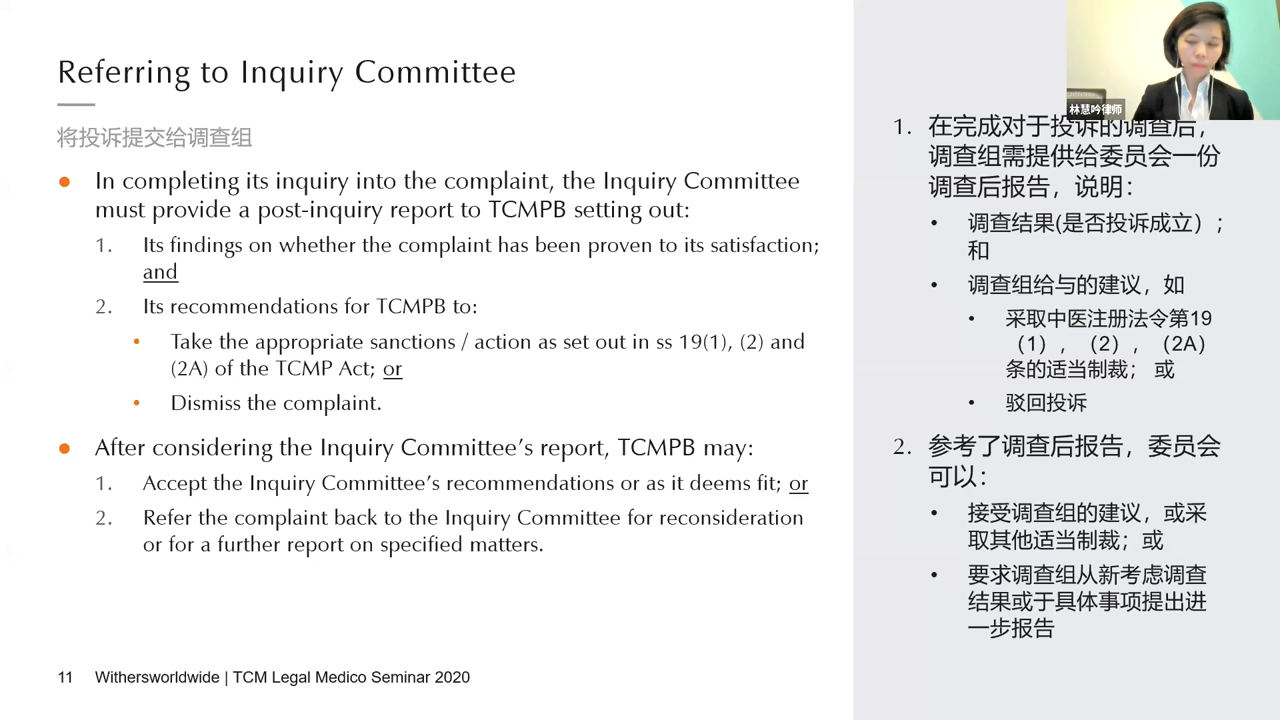 Referring to Inquiry Committee
将投诉提交给调查组
● In completing its inquiry into the complaint, the Inquiry Committee
must provide a post-inquiry report to TCMPB setting out:
1. Its findings on whether the complaint has been proven to its satisfaction;
and
2. Its recommendations for TCMPB to:
• Take the appropriate sanctions / action as set out in ss 19(1), (2) and
(2A) of the TCMP Act; or
• Dismiss the complaint.
● After considering the Inquiry Committee’s report, TCMPB may:
1. Accept the Inquiry Committee’s recommendations or as it deems fit; or
2. Refer the complaint back to the Inquiry Committee for reconsideration
or for a further report on specified matters.
11 Withersworldwide | TCM Legal Medico Seminar 2020
林慧吟律师
1. 在完成对于投诉的调查后，
调查组需提供给委员会一份
调查后报告，说明：
• 调查结果(是否投诉成立）；
和
• 调查组给与的建议，如
• 采取中医注册法令第19
（1），（2），（2A）
条的适当制裁； 或
• 驳回投诉
2. 参考了调查后报告，委员会
可以：
• 接受调查组的建议，或采
取其他适当制裁；或
• 要求调查组从新考虑调查
结果或于具体事项提出进
一步报告